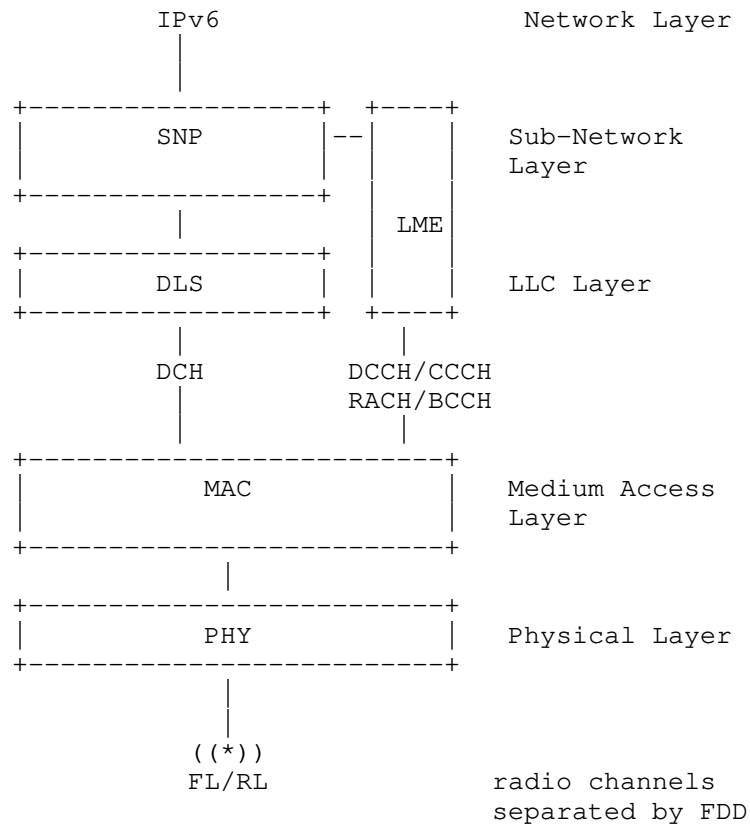 IPv6 Network Layer
SNP Sub-Network
Layer
LME
DLS LLC Layer
DCH DCCH/CCCH
RACH/BCCH
MAC Medium Access
Layer
PHY Physical Layer
((*))
FL/RL radio channels
separated by FDD